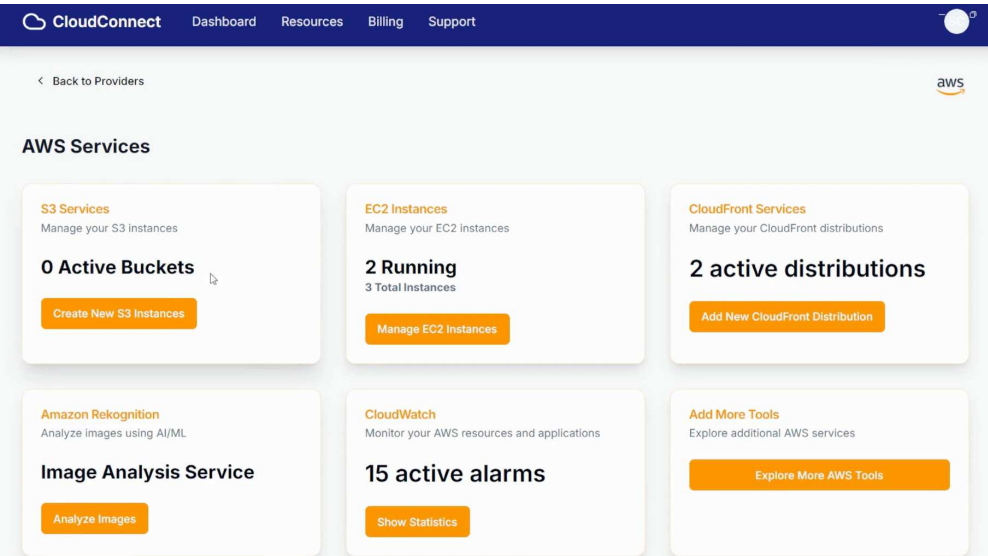 CloudConnect Dashboard Resources Billing Support
Back to Providers
aws
AWS Services
S3 Services
Manage your S3 instances
0 Active Buckets
Create New S3 Instances
EC2 Instances
Manage your EC2 instances
2 Running
3 Total Instances
Manage EC2 Instances
CloudFront Services
Manage your CloudFront distributions
2 active distributions
Add New CloudFront Distribution
Amazon Rekognition
Analyze images using AI/ML
Image Analysis Service
Analyze Images
CloudWatch
Monitor your AWS resources and applications
15 active alarms
Show Statistics
Add More Tools
Explore additional AWS services
Explore More AWS Tools